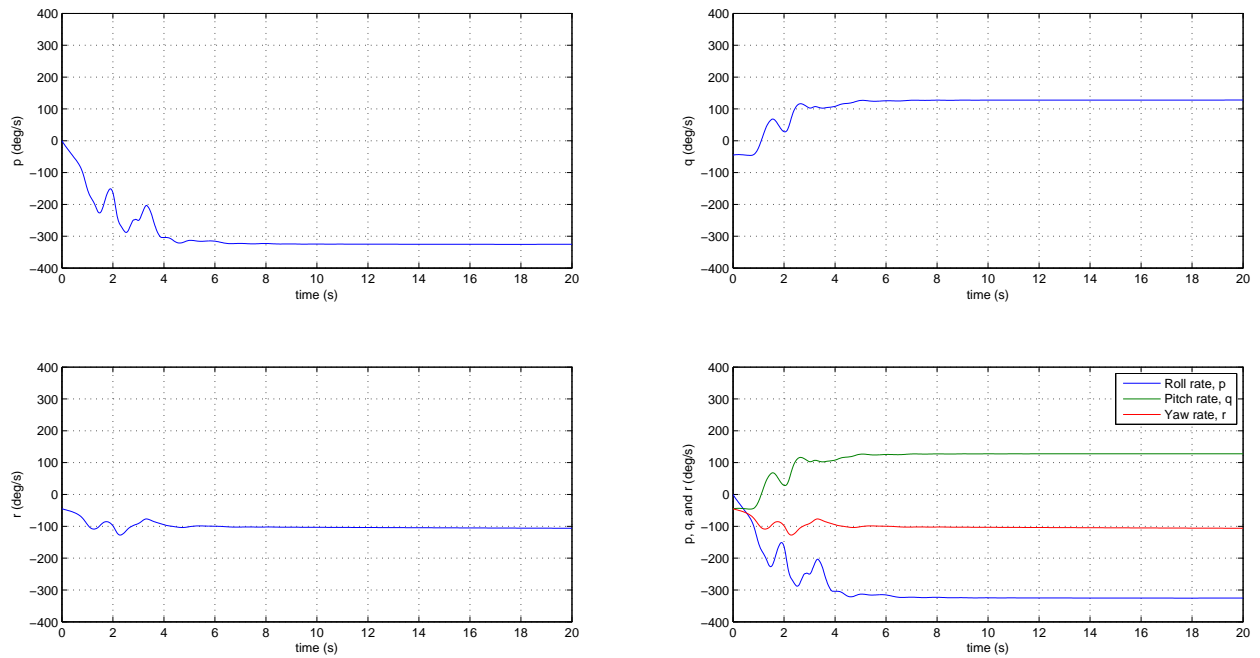 400
300
200
100
0
−100
−200
−300
−400
p (deg/s)
0 2 4 6 8 10 12 14 16 18 20
time (s)
400
300
200
100
0
−100
−200
−300
−400
q (deg/s)
0 2 4 6 8 10 12 14 16 18 20
time (s)
400
300
200
100
0
−100
−200
−300
−400
r (deg/s)
0 2 4 6 8 10 12 14 16 18 20
time (s)
400
300
200
100
0
−100
−200
−300
−400
p, q, and r (deg/s)
Roll rate, p
Pitch rate, q
Yaw rate, r
0 2 4 6 8 10 12 14 16 18 20
time (s)